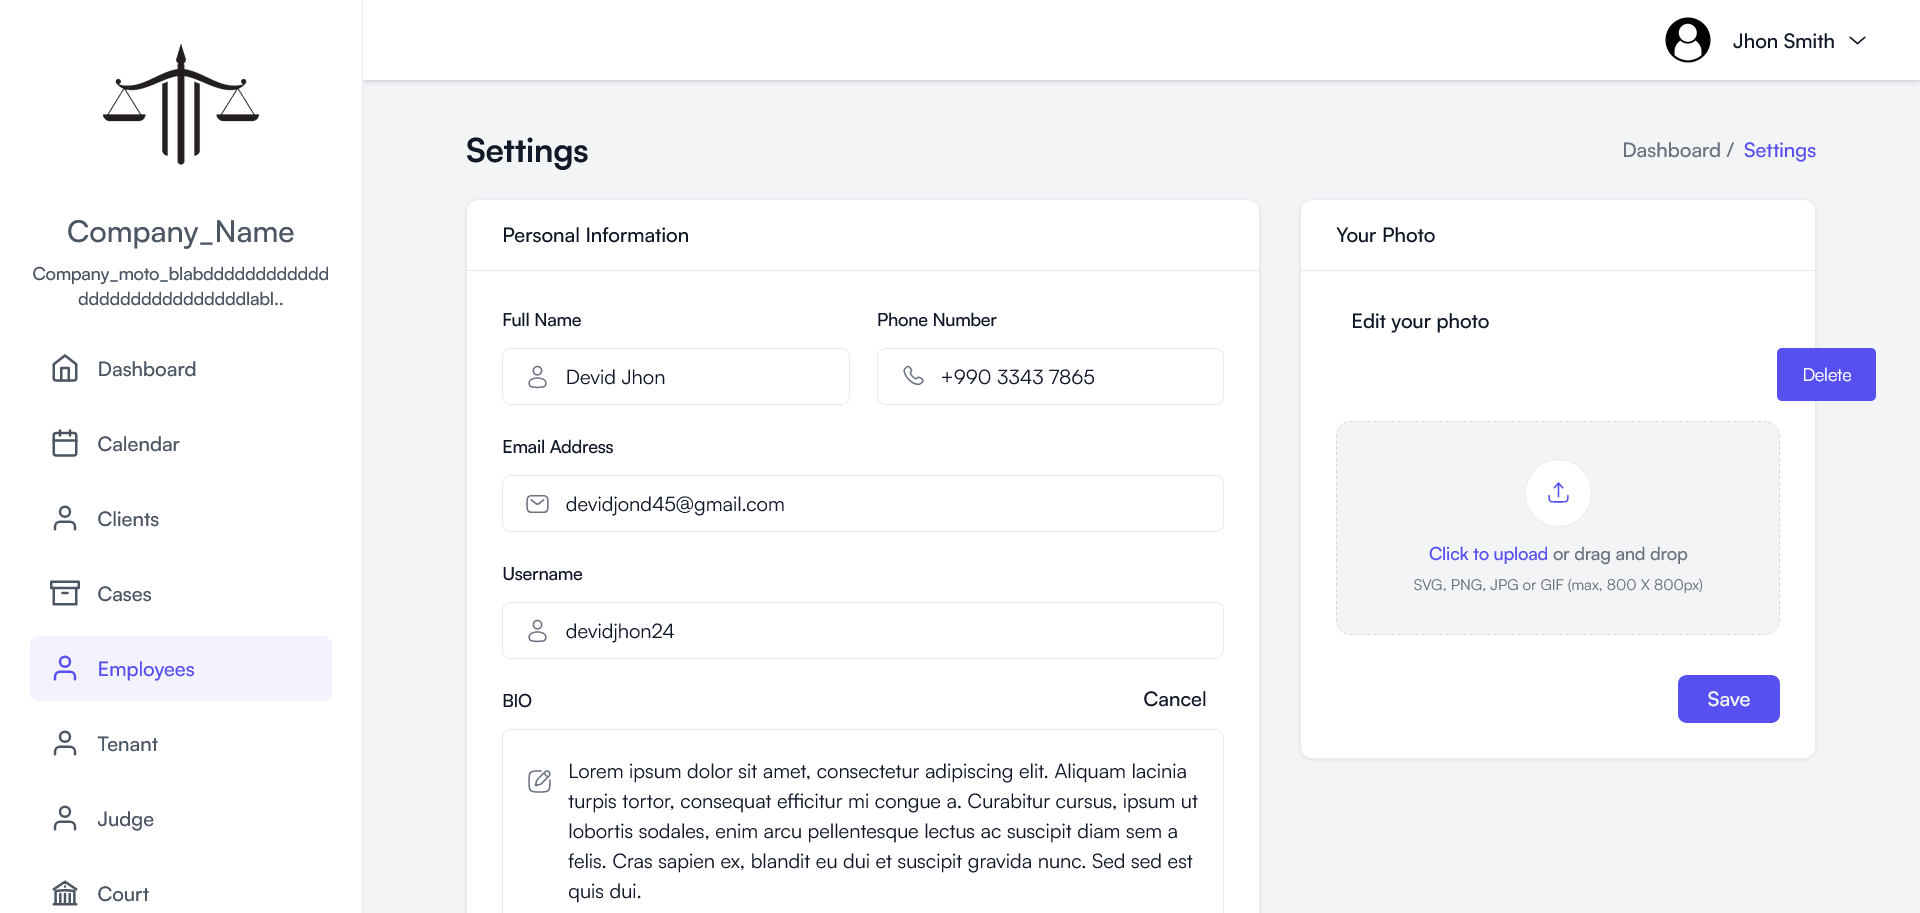 Company_Name
Company_moto_blabdddddddddddd
ddddddddddddddddlabl..
Dashboard
Calendar
Clients
Cases
Employees
Tenant
Judge
Court
Jhon Smith
Settings
Dashboard / Settings
Personal Information
Full Name
Phone Number
Devid Jhon
+990 3343 7865
Email Address
devidjond45@gmail.com
Username
devidjhon24
BIO
Cancel
Lorem ipsum dolor sit amet, consectetur adipiscing elit. Aliquam lacinia
turpis tortor, consequat efficitur mi congue a. Curabitur cursus, ipsum ut
lobortis sodales, enim arcu pellentesque lectus ac suscipit diam sem a
felis. Cras sapien ex, blandit eu dui et suscipit gravida nunc. Sed sed est
quis dui.
Your Photo
Edit your photo
Delete
Click to upload or drag and drop
SVG, PNG, JPG or GIF (max, 800 X 800px)
Save